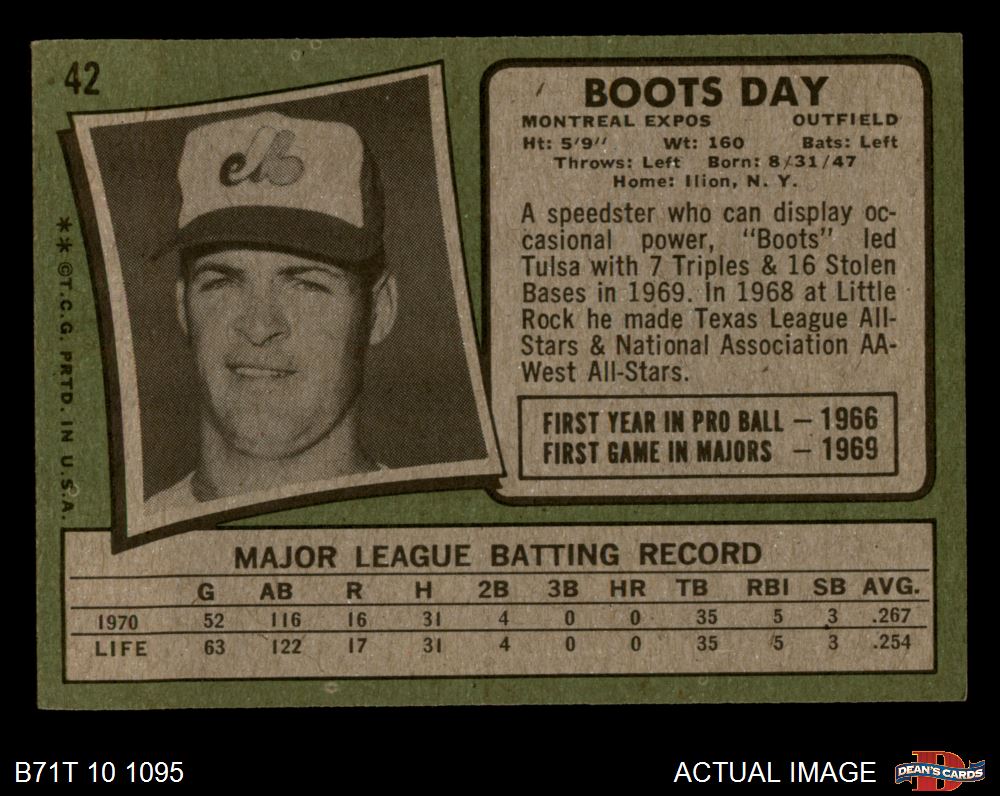 42
BOOTS DAY
MONTREAL EXPOS OUTFIELD
Ht: 5'9" Wt: 160 Bats: Left
Throws: Left Born: 8/31/47
Home: Ilion, N. Y.
A speedster who can display oc-
casional power, "Boots" led
Tulsa with 7 Triples & 16 Stolen
Bases in 1969. In 1968 at Little
Rock he made Texas League All-
Stars & National Association AA-
West All-Stars.
FIRST YEAR IN PRO BALL — 1966
FIRST GAME IN MAJORS — 1969
**©T.C.G. PRTD. IN U.S.A.
MAJOR LEAGUE BATTING RECORD
G AB R H 2B 3B HR TB RBI SB AVG.
1970 52 116 16 31 4 0 0 35 5 3 .267
LIFE 63 122 17 31 4 0 0 35 5 3 .254
B71T 10 1095
ACTUAL IMAGE
DEAN'S CARDS